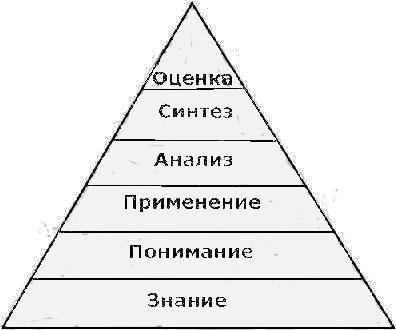 Оценка
Синтез
Анализ
Применение
Понимание
Знание